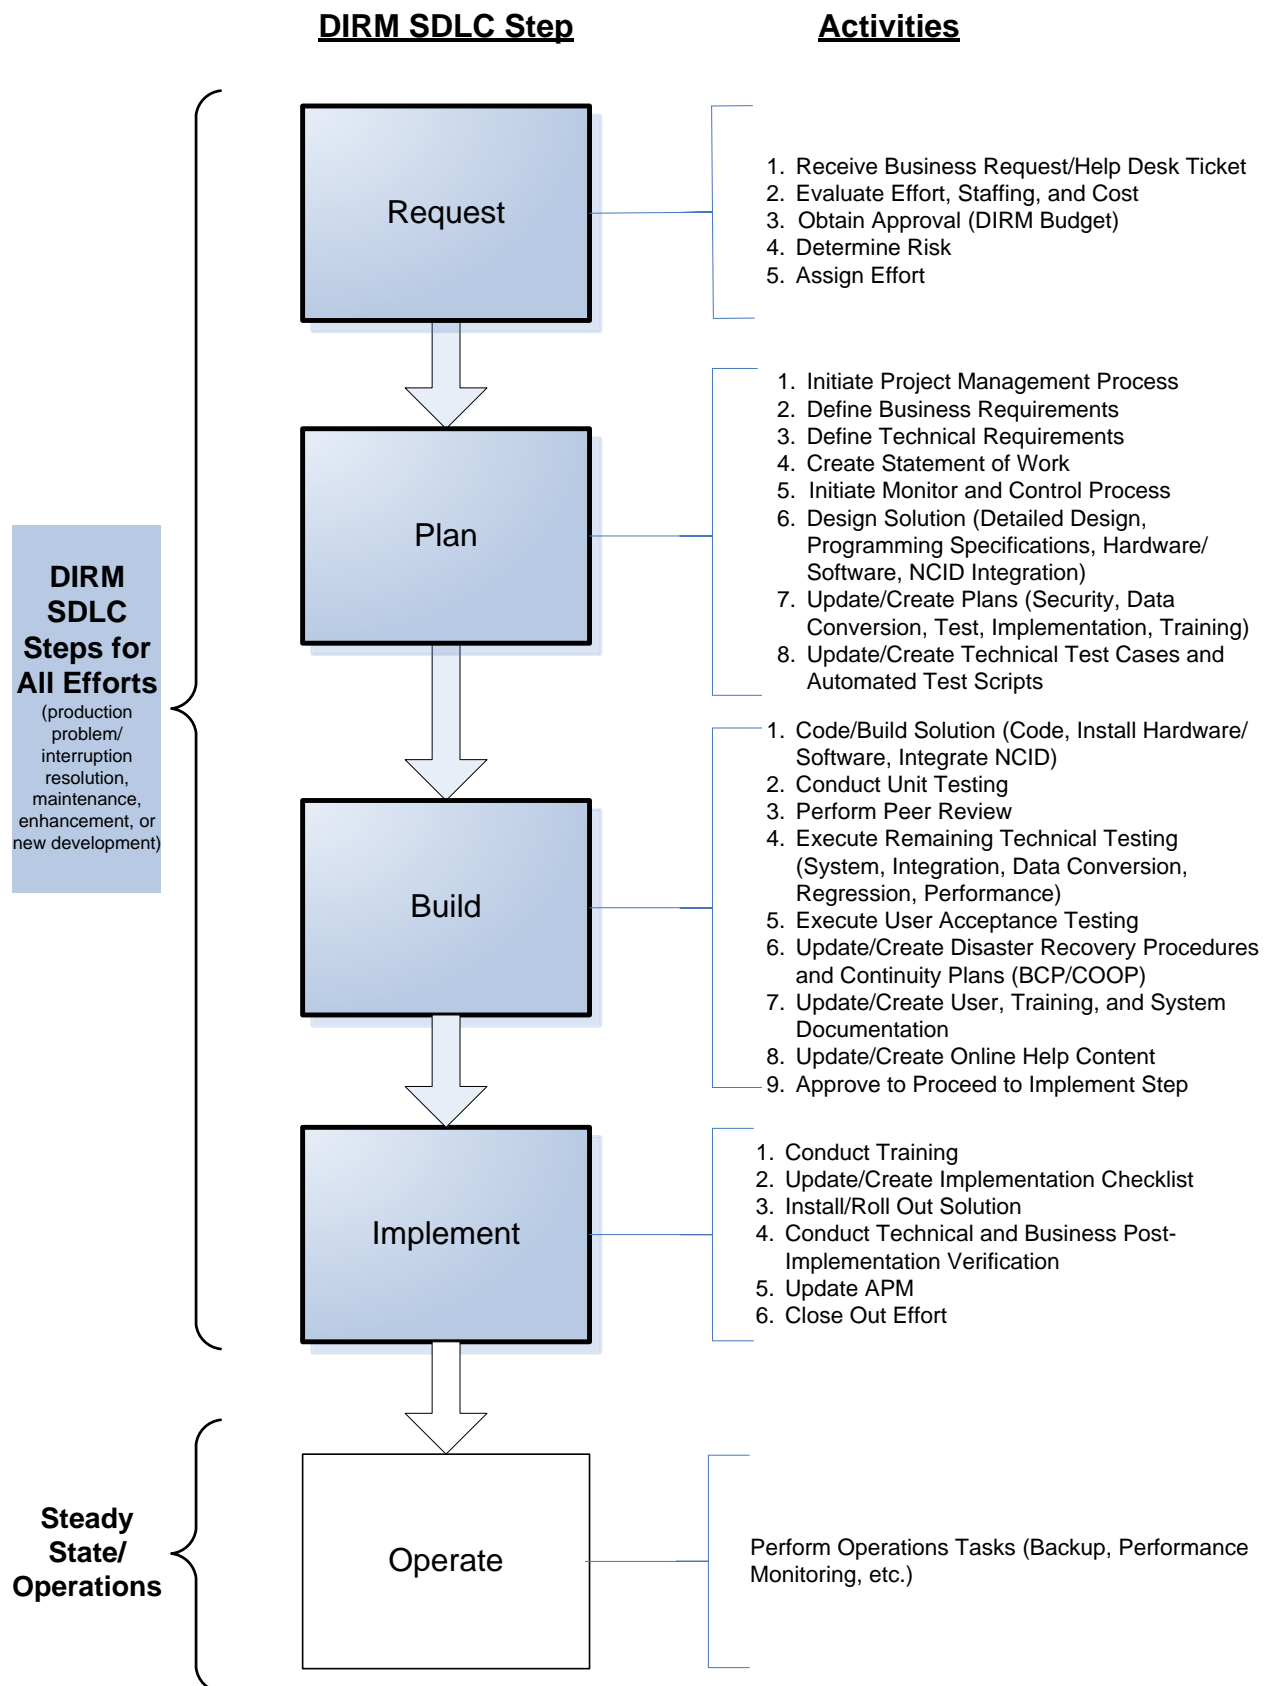 DIRM SDLC Step
Activities
DIRM
SDLC
Steps for
All Efforts
(production
problem/
interruption
resolution,
maintenance,
enhancement, or
new development)
Request
1. Receive Business Request/Help Desk Ticket
2. Evaluate Effort, Staffing, and Cost
3. Obtain Approval (DIRM Budget)
4. Determine Risk
5. Assign Effort
Plan
1. Initiate Project Management Process
2. Define Business Requirements
3. Define Technical Requirements
4. Create Statement of Work
5. Initiate Monitor and Control Process
6. Design Solution (Detailed Design,
Programming Specifications, Hardware/
Software, NCID Integration)
7. Update/Create Plans (Security, Data
Conversion, Test, Implementation, Training)
8. Update/Create Technical Test Cases and
Automated Test Scripts
Build
1. Code/Build Solution (Code, Install Hardware/
Software, Integrate NCID)
2. Conduct Unit Testing
3. Perform Peer Review
4. Execute Remaining Technical Testing
(System, Integration, Data Conversion,
Regression, Performance)
5. Execute User Acceptance Testing
6. Update/Create Disaster Recovery Procedures
and Continuity Plans (BCP/COOP)
7. Update/Create User, Training, and System
Documentation
8. Update/Create Online Help Content
9. Approve to Proceed to Implement Step
Implement
1. Conduct Training
2. Update/Create Implementation Checklist
3. Install/Roll Out Solution
4. Conduct Technical and Business Post-
Implementation Verification
5. Update APM
6. Close Out Effort
Steady
State/
Operations
Operate
Perform Operations Tasks (Backup, Performance
Monitoring, etc.)